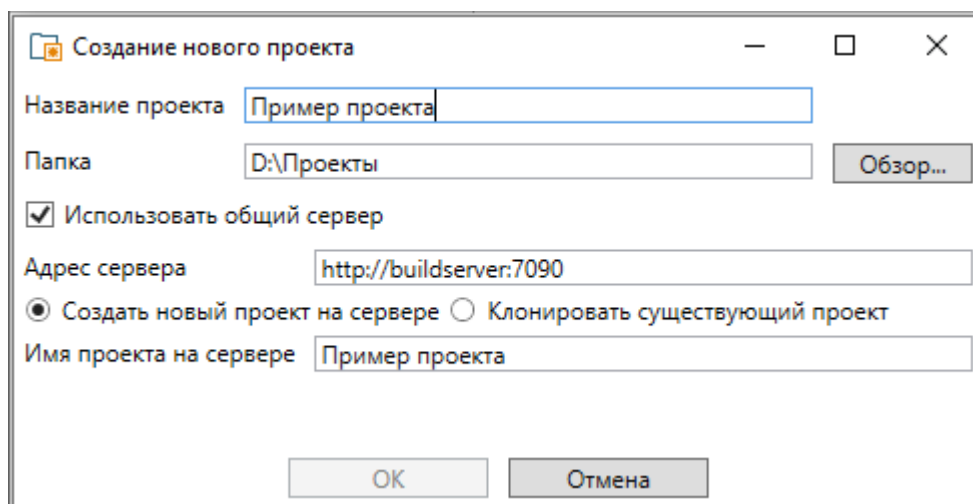 Создание нового проекта
Название проекта Пример проекта
Папка D:\Проекты Обзор...
Использовать общий сервер
Адрес сервера http://buildserver:7090
Создать новый проект на сервере Клонировать существующий проект
Имя проекта на сервере Пример проекта
OK Отмена